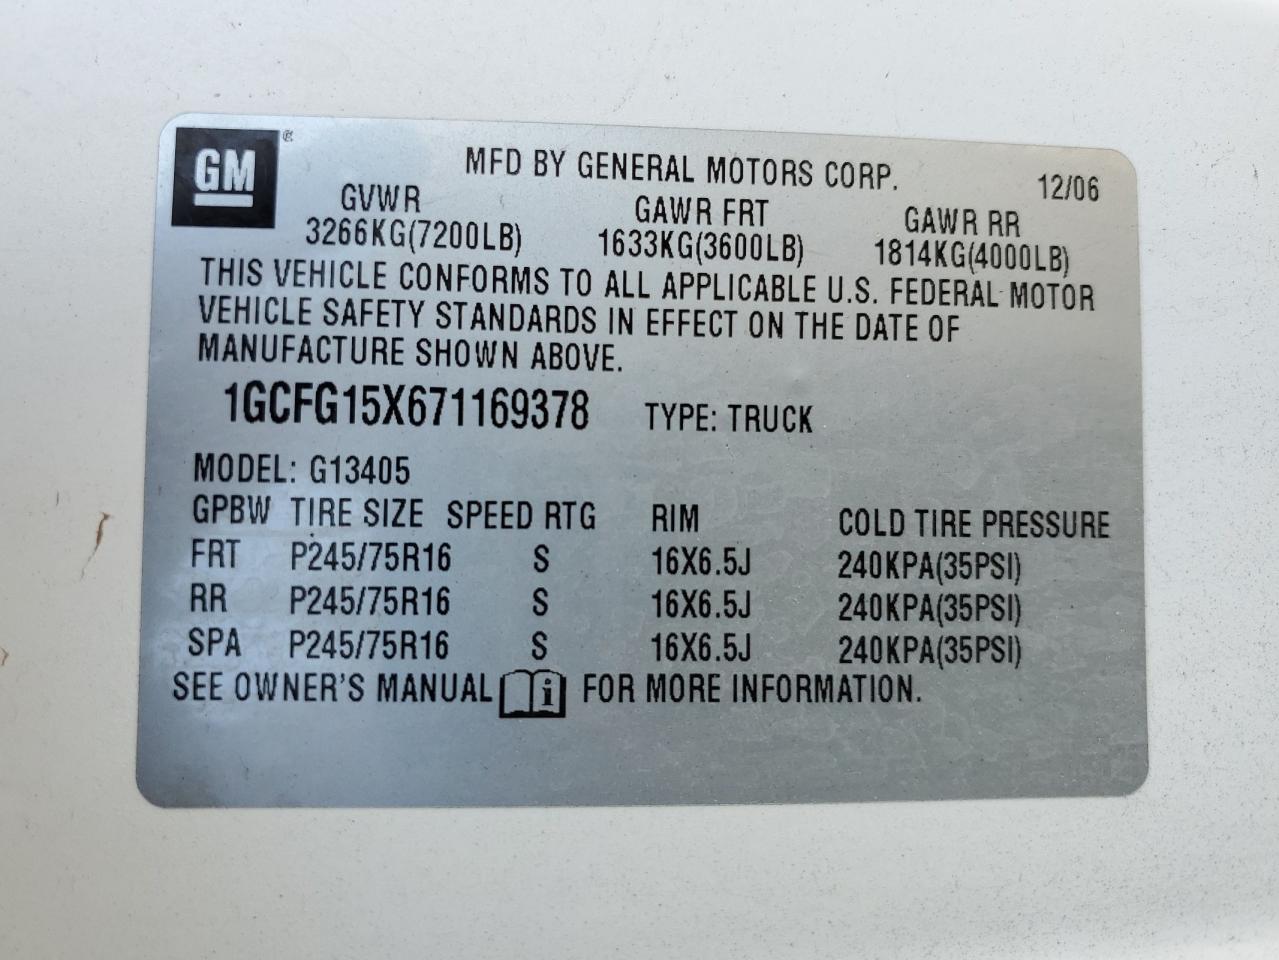 GM ®
MFD BY GENERAL MOTORS CORP. 12/06
GVWR GAWR FRT GAWR RR
3266KG(7200LB) 1633KG(3600LB) 1814KG(4000LB)
THIS VEHICLE CONFORMS TO ALL APPLICABLE U.S. FEDERAL MOTOR
VEHICLE SAFETY STANDARDS IN EFFECT ON THE DATE OF
MANUFACTURE SHOWN ABOVE.
1GCFG15X671169378 TYPE: TRUCK
MODEL: G13405
GPBW TIRE SIZE SPEED RTG RIM COLD TIRE PRESSURE
FRT P245/75R16 S 16X6.5J 240KPA(35PSI)
RR P245/75R16 S 16X6.5J 240KPA(35PSI)
SPA P245/75R16 S 16X6.5J 240KPA(35PSI)
SEE OWNER'S MANUAL i FOR MORE INFORMATION.